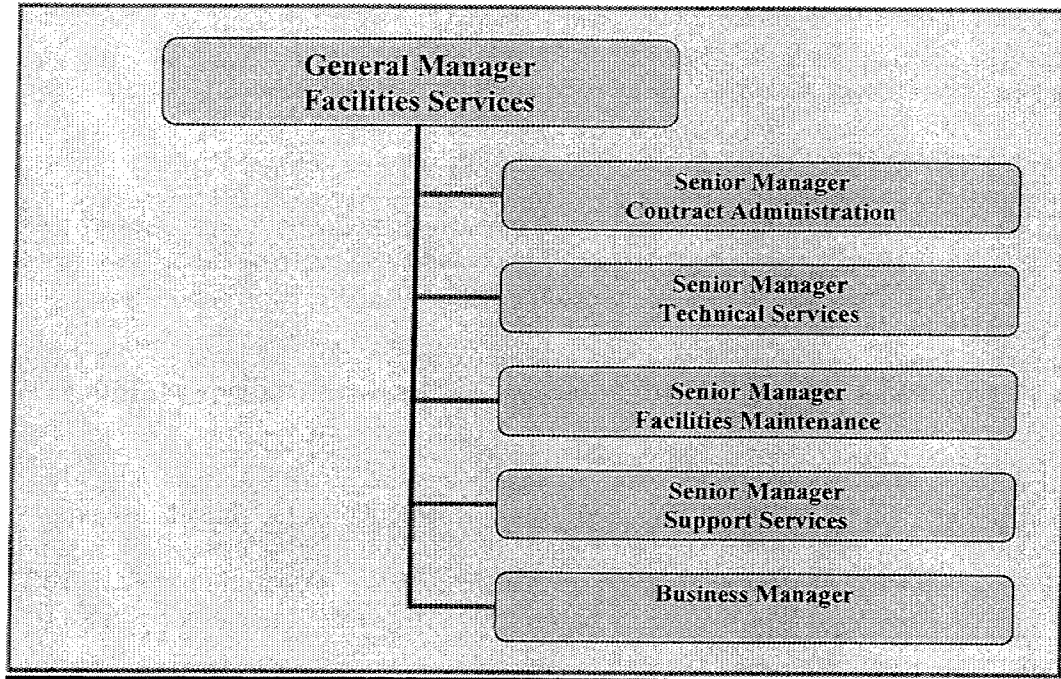 General Manager
Facilities Services
Senior Manager
Contract Administration
Senior Manager
Technical Services
Senior Manager
Facilities Maintenance
Senior Manager
Support Services
Business Manager